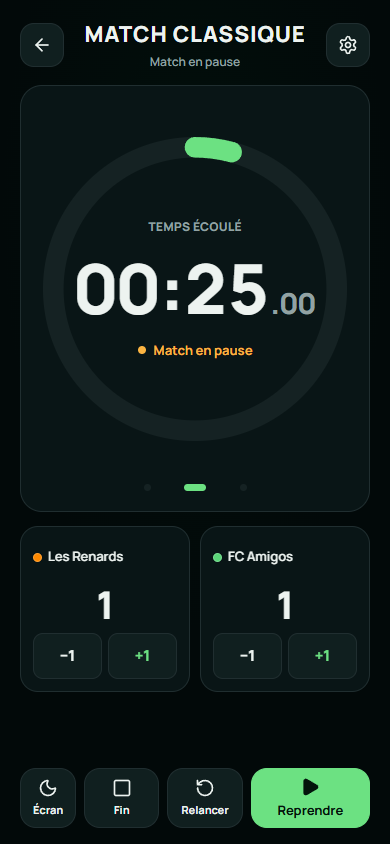 MATCH CLASSIQUE
Match en pause
TEMPS ÉCOULÉ
00:25.00
Match en pause
Les Renards
1
−1
+1
FC Amigos
1
−1
+1
Écran
Fin
Relancer
Reprendre